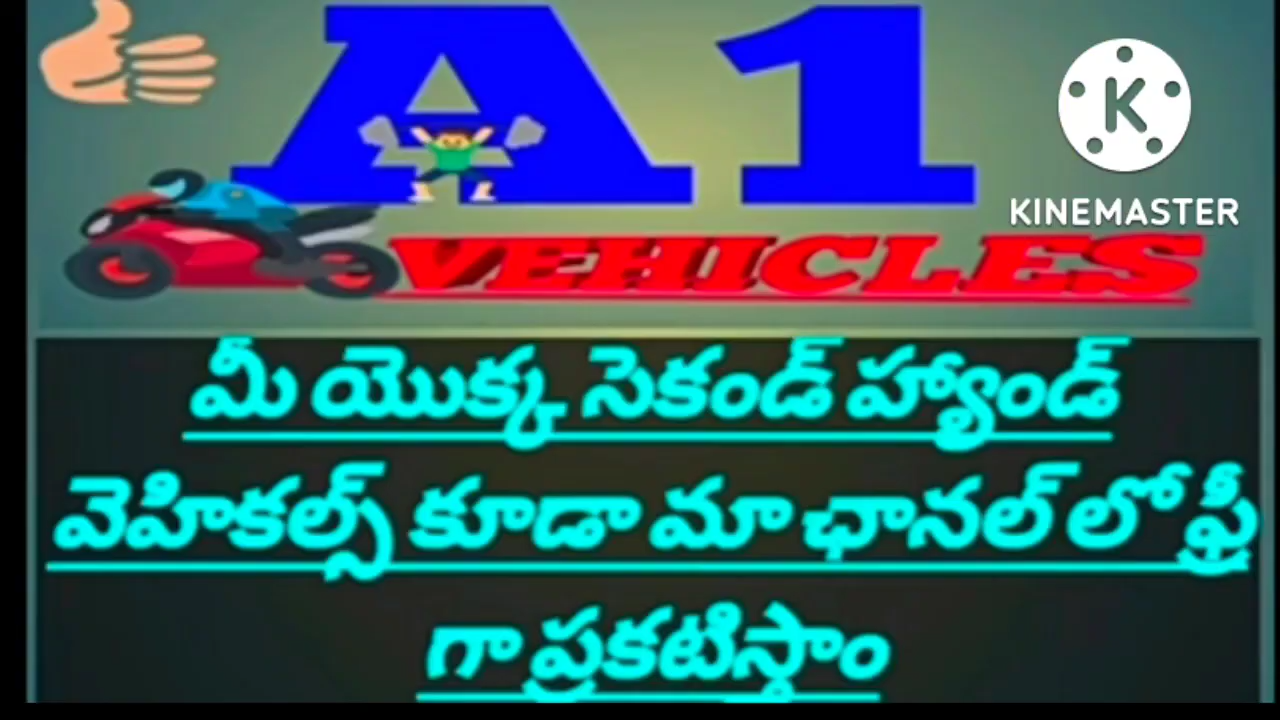 A1
KINEMASTER
VEHICLES
మీ యొక్క సెకండ్ హ్యాండ్
వెహికల్స్ కూడా మా ఛానల్ లో ఫ్రీ
గా ప్రకటిస్తాం